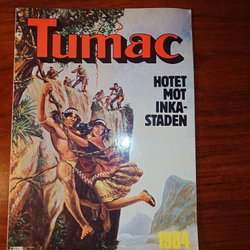 Tumac
HOTET
MOT
INKA-
STADEN
1984